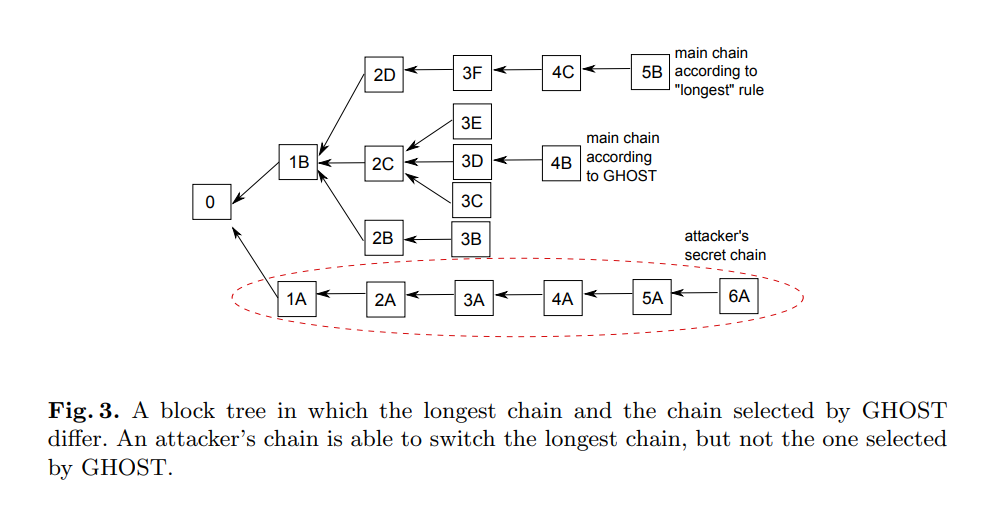 2D
3F
4C
5B
main chain
according to
"longest" rule
3E
1B
2C
3D
4B
main chain
according
to GHOST
0
3C
2B
3B
attacker's
secret chain
1A
2A
3A
4A
5A
6A
Fig. 3. A block tree in which the longest chain and the chain selected by GHOST
differ. An attacker's chain is able to switch the longest chain, but not the one selected
by GHOST.